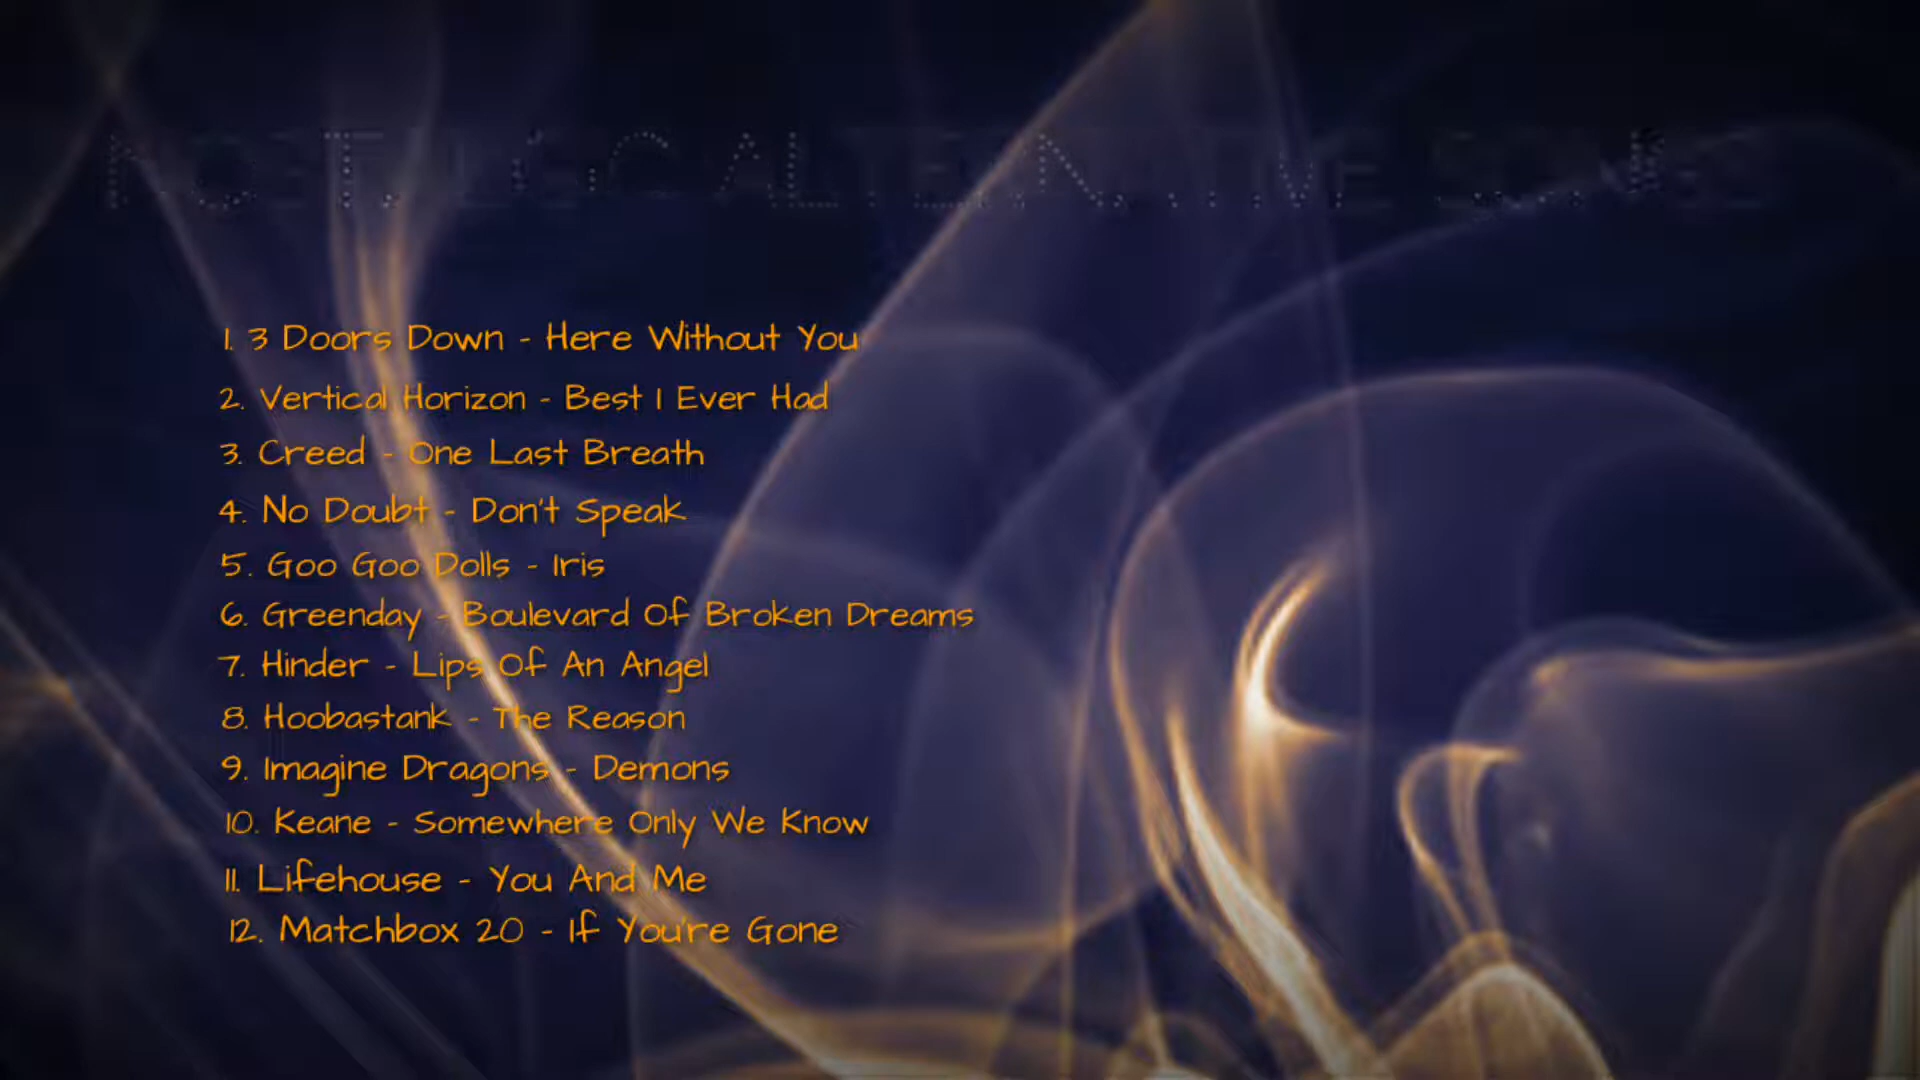 1. 3 Doors Down - Here Without You
2. Vertical Horizon - Best I Ever Had
3. Creed - One Last Breath
4. No Doubt - Don't Speak
5. Goo Goo Dolls - Iris
6. Greenday - Boulevard Of Broken Dreams
7. Hinder - Lips Of An Angel
8. Hoobastank - The Reason
9. Imagine Dragons - Demons
10. Keane - Somewhere Only We Know
11. Lifehouse - You And Me
12. Matchbox 20 - If You're Gone